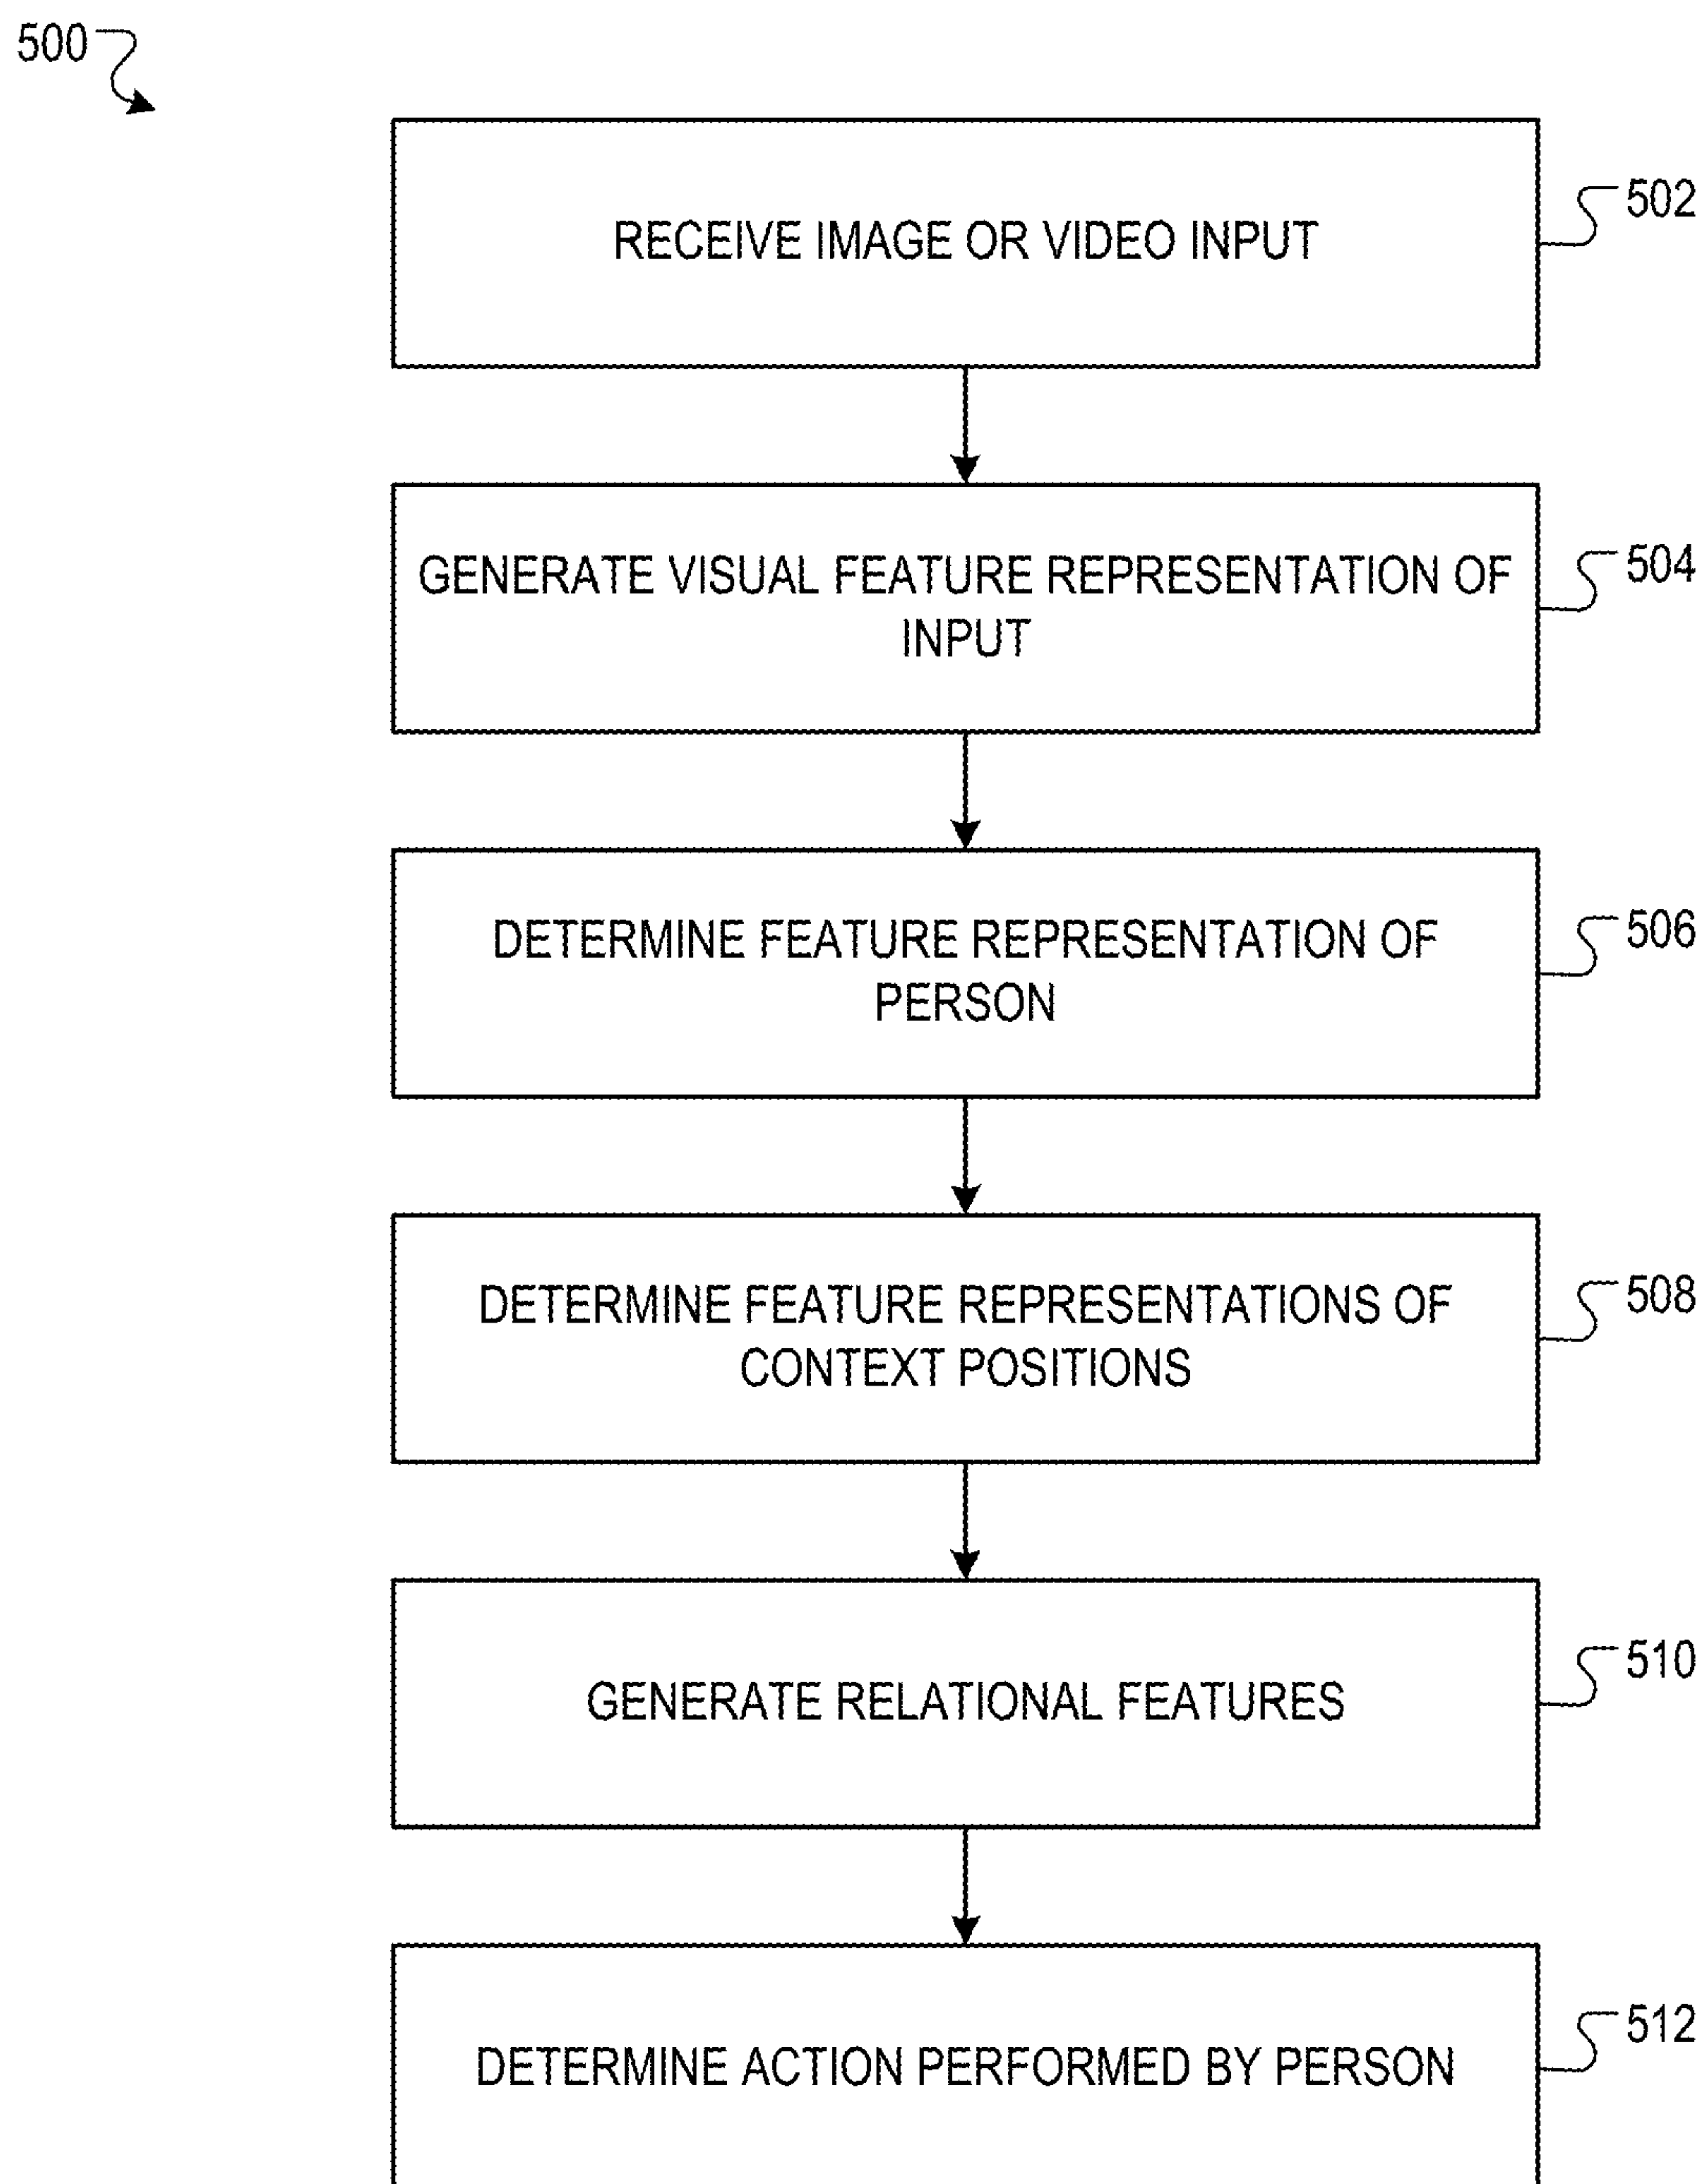 500
RECEIVE IMAGE OR VIDEO INPUT
502
GENERATE VISUAL FEATURE REPRESENTATION OF
INPUT
504
DETERMINE FEATURE REPRESENTATION OF
PERSON
506
DETERMINE FEATURE REPRESENTATIONS OF
CONTEXT POSITIONS
508
GENERATE RELATIONAL FEATURES
510
DETERMINE ACTION PERFORMED BY PERSON
512